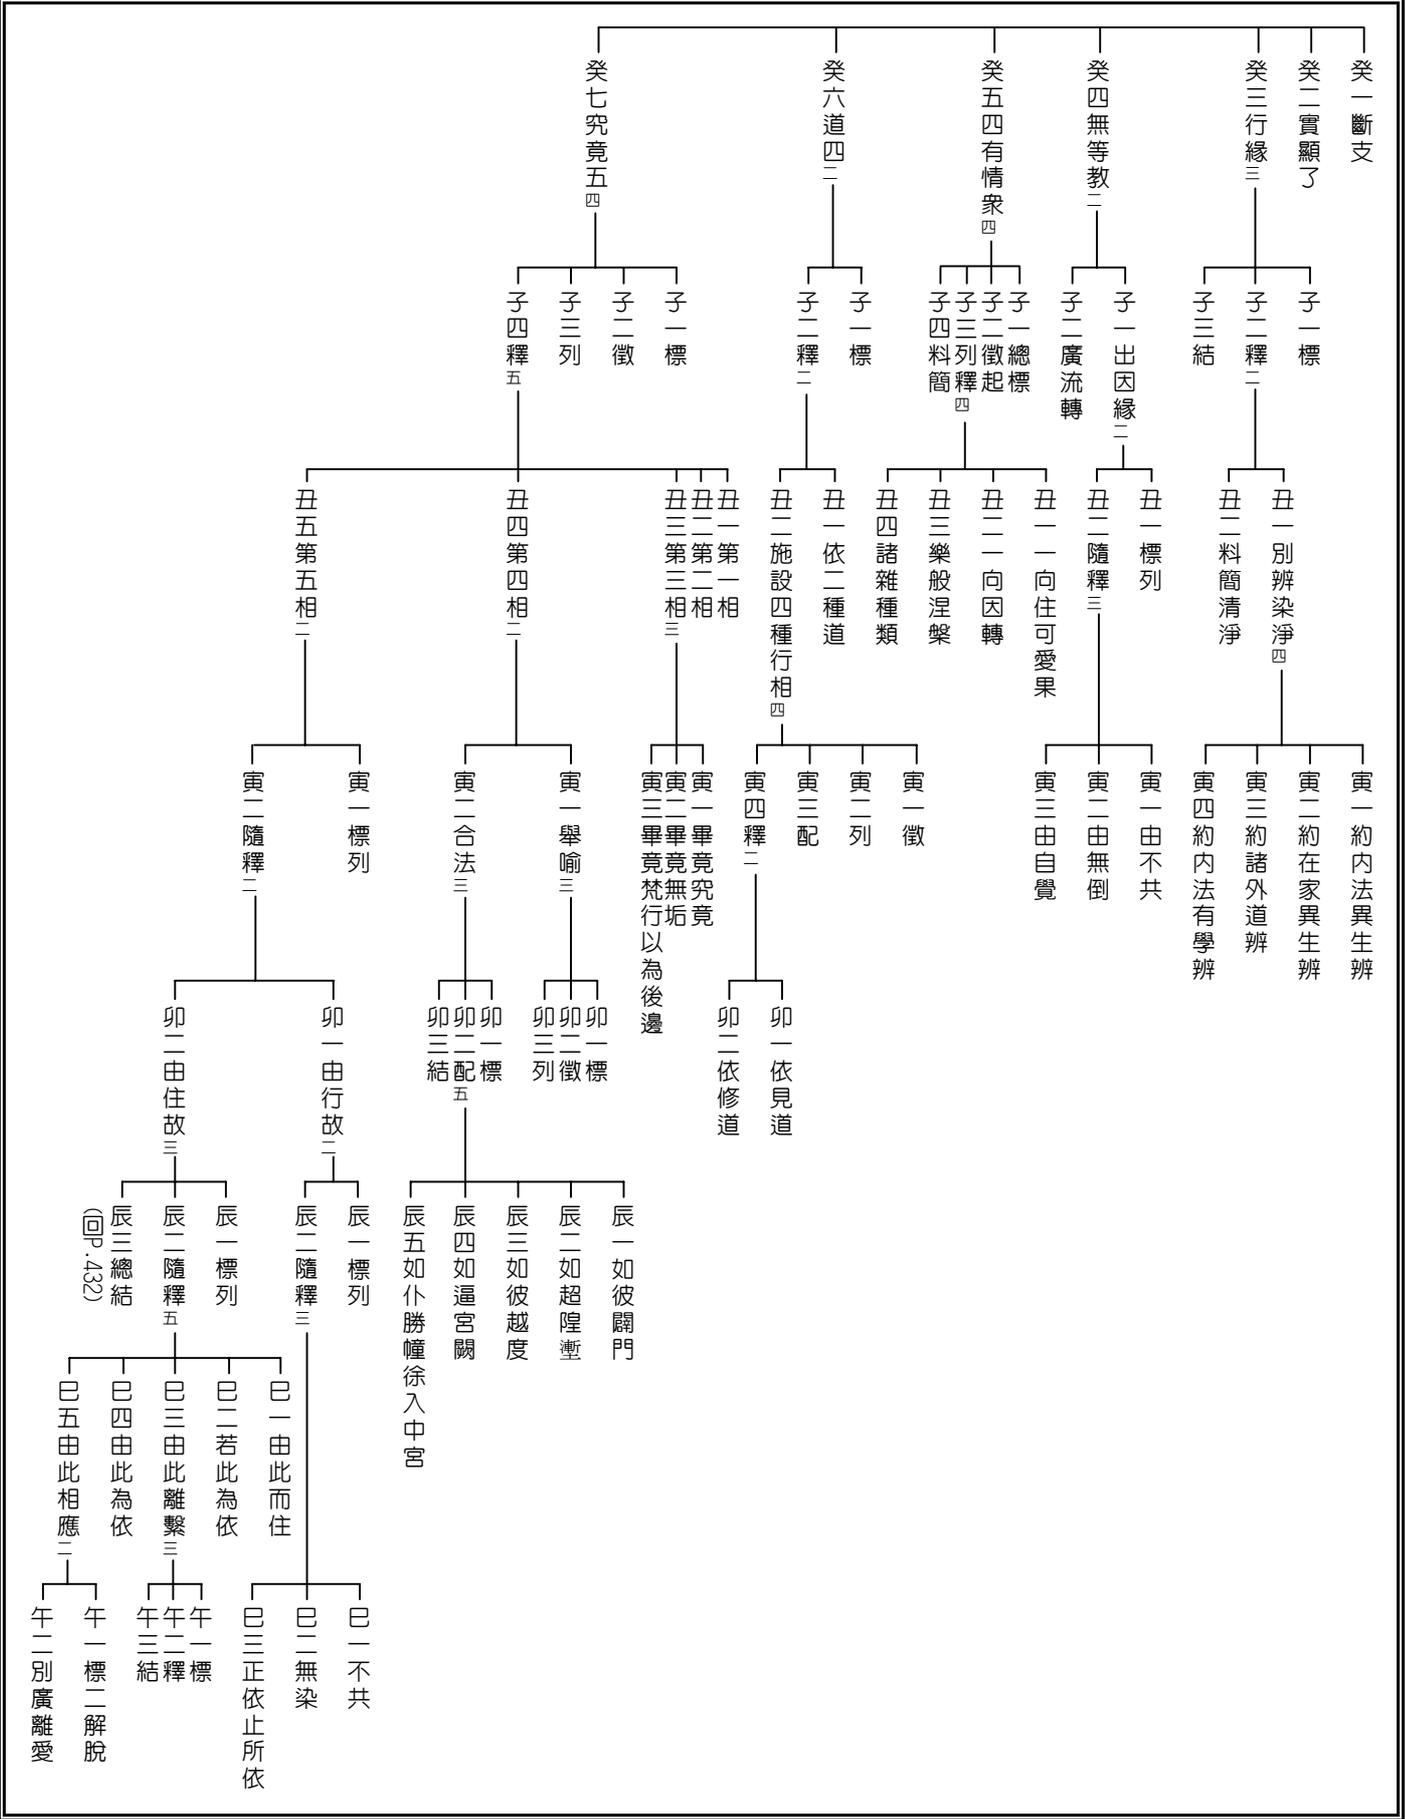 癸一斷支
癸二實顯了
癸三行緣三
癸四無等教二
癸五四有情眾四
癸六道四二
癸七究竟五四
子一標
子二釋二
子三結
子一出因緣二
子二廣流轉
子一總標
子二徵起
子三列釋四
子四料簡
子一標
子二釋二
子一標
子二徵
子三列
子四釋五
丑一別辨染淨四
丑二料簡清淨
丑一標列
丑二隨釋三
丑一一向住可愛果
丑二一向因轉
丑三樂般涅槃
丑四諸雜種類
丑一依二種道
丑二施設四種行相四
丑一第一相
丑二第二相
丑三第三相三
丑四第四相二
丑五第五相二
寅一約內法異生辨
寅二約在家異生辨
寅三約諸外道辨
寅四約內法有學辨
寅一由不共
寅二由無倒
寅三由自覺
寅一徵
寅二列
寅三配
寅四釋二
寅一畢竟究竟
寅二畢竟無垢
寅三畢竟梵行以為後邊
寅一舉喻三
寅二合法三
寅一標列
寅二隨釋二
卯一依見道
卯二依修道
卯一標
卯二徵
卯三列
卯一標
卯二配五
卯三結
卯一由行故二
卯二由住故三
辰一如彼闢門
辰二如超隍塹
辰三如彼越度
辰四如逼宮闕
辰五如仆勝幢徐入中宮
辰一標列
辰二隨釋三
辰一標列
辰二隨釋五
辰三總結
(回P.432)
巳一由此而住
巳二若此為依
巳三由此離繫三
巳四由此為依
巳五由此相應二
巳一不共
巳二無染
巳三正依止所依
午一標
午二釋
午三結
午一標二解脫
午二別廣離愛